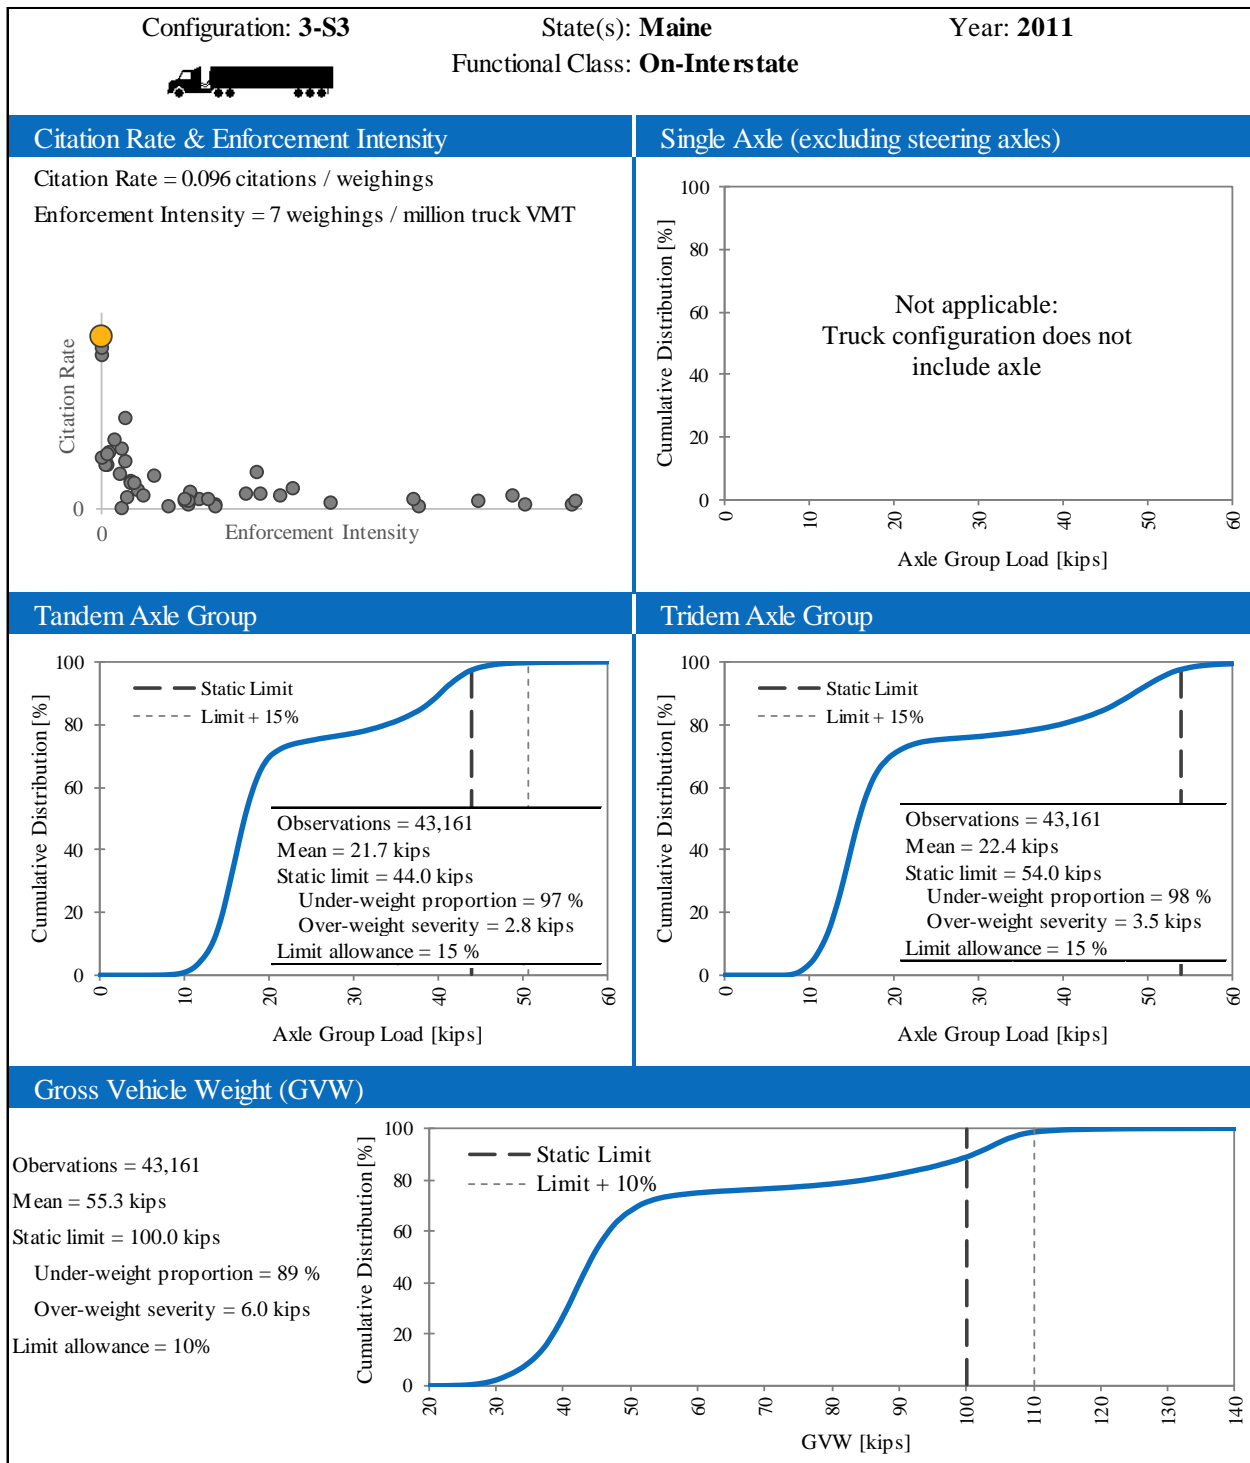 Configuration: 3-S3
State(s): Maine
Year: 2011
Functional Class: On-Interstate
Citation Rate & Enforcement Intensity
Citation Rate = 0.096 citations / weighings
Enforcement Intensity = 7 weighings / million truck VMT
Citation Rate
0
0
Enforcement Intensity
Single Axle (excluding steering axles)
Cumulative Distribution [%]
100
80
60
40
20
0
Not applicable:
Truck configuration does not
include axle
0
10
20
30
40
50
60
Axle Group Load [kips]
Tandem Axle Group
Cumulative Distribution [%]
100
80
60
40
20
0
Static Limit
Limit + 15%
Observations = 43,161
Mean = 21.7 kips
Static limit = 44.0 kips
Under-weight proportion = 97 %
Over-weight severity = 2.8 kips
Limit allowance = 15 %
0
10
20
30
40
50
60
Axle Group Load [kips]
Tridem Axle Group
Cumulative Distribution [%]
100
80
60
40
20
0
Static Limit
Limit + 15%
Observations = 43,161
Mean = 22.4 kips
Static limit = 54.0 kips
Under-weight proportion = 98 %
Over-weight severity = 3.5 kips
Limit allowance = 15 %
0
10
20
30
40
50
60
Axle Group Load [kips]
Gross Vehicle Weight (GVW)
Obervations = 43,161
Mean = 55.3 kips
Static limit = 100.0 kips
Under-weight proportion = 89 %
Over-weight severity = 6.0 kips
Limit allowance = 10%
Cumulative Distribution [%]
100
80
60
40
20
0
Static Limit
Limit + 10%
20
30
40
50
60
70
80
90
100
110
120
130
140
GVW [kips]